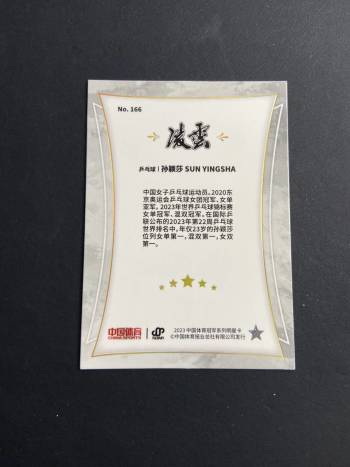 No. 166
凌雲
乒乓球 | 孙颖莎 SUN YINGSHA
中国女子乒乓球运动员。2020东
京奥运会乒乓球女团冠军、女单
亚军，2023年世界乒乓球锦标赛
女单冠军、混双冠军。在国际乒
联公布的2023年第22周乒乓球
世界排名中，年仅23岁的孙颖莎
位列女单第一，混双第一，女双
第一。
中国体育
CHINA SPORTS
2023 中国体育冠军系列明星卡
©中国体育报业总社有限公司发行